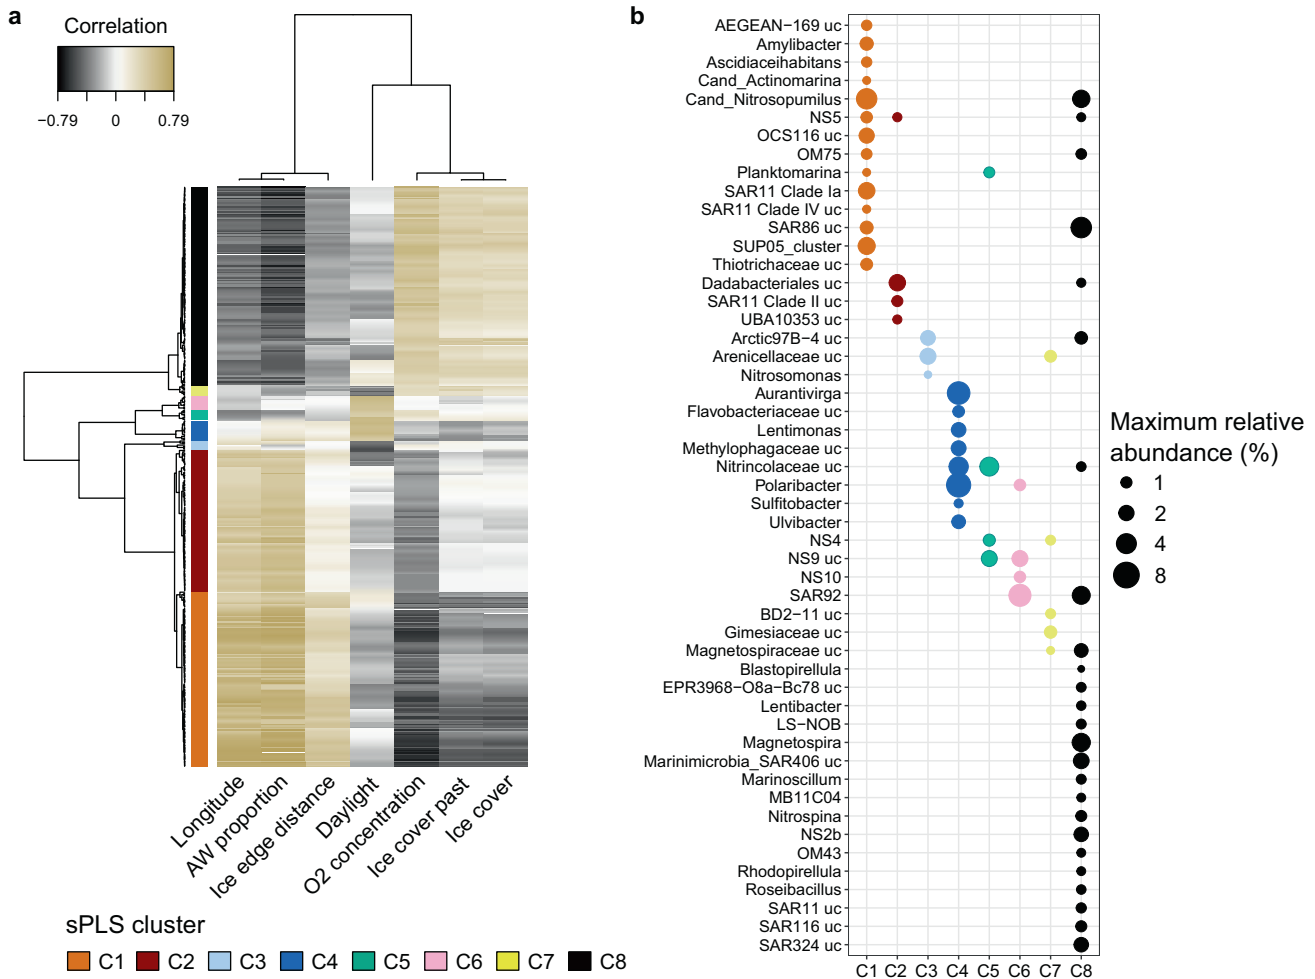 a
Correlation
−0.79 0 0.79
Longitude
AW proportion
Ice edge distance
Daylight
O2 concentration
Ice cover past
Ice cover
sPLS cluster
C1 C2 C3 C4 C5 C6 C7 C8
b
AEGEAN−169 uc
Amylibacter
Ascidiaceihabitans
Cand_Actinomarina
Cand_Nitrosopumilus
NS5
OCS116 uc
OM75
Planktomarina
SAR11 Clade Ia
SAR11 Clade IV uc
SAR86 uc
SUP05_cluster
Thiotrichaceae uc
Dadabacteriales uc
SAR11 Clade II uc
UBA10353 uc
Arctic97B−4 uc
Arenicellaceae uc
Nitrosomonas
Aurantivirga
Flavobacteriaceae uc
Lentimonas
Methylophagaceae uc
Nitrincolaceae uc
Polaribacter
Sulfitobacter
Ulvibacter
NS4
NS9 uc
NS10
SAR92
BD2−11 uc
Gimesiaceae uc
Magnetospiraceae uc
Blastopirellula
EPR3968−O8a−Bc78 uc
Lentibacter
LS−NOB
Magnetospira
Marinimicrobia_SAR406 uc
Marinoscillum
MB11C04
Nitrospina
NS2b
OM43
Rhodopirellula
Roseibacillus
SAR11 uc
SAR116 uc
SAR324 uc
C1 C2 C3 C4 C5 C6 C7 C8
Maximum relative
abundance (%)
1
2
4
8